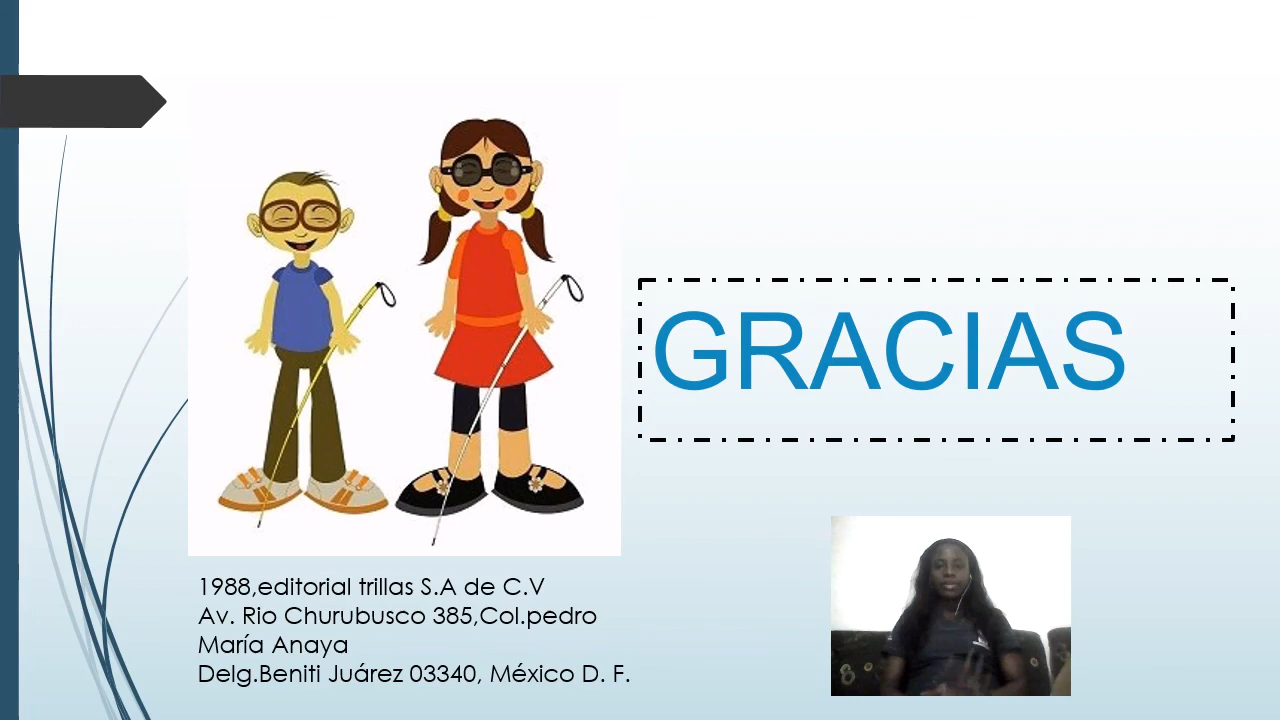 GRACIAS
1988,editorial trillas S.A de C.V
Av. Rio Churubusco 385,Col.pedro
María Anaya
Delg.Beniti Juárez 03340, México D. F.